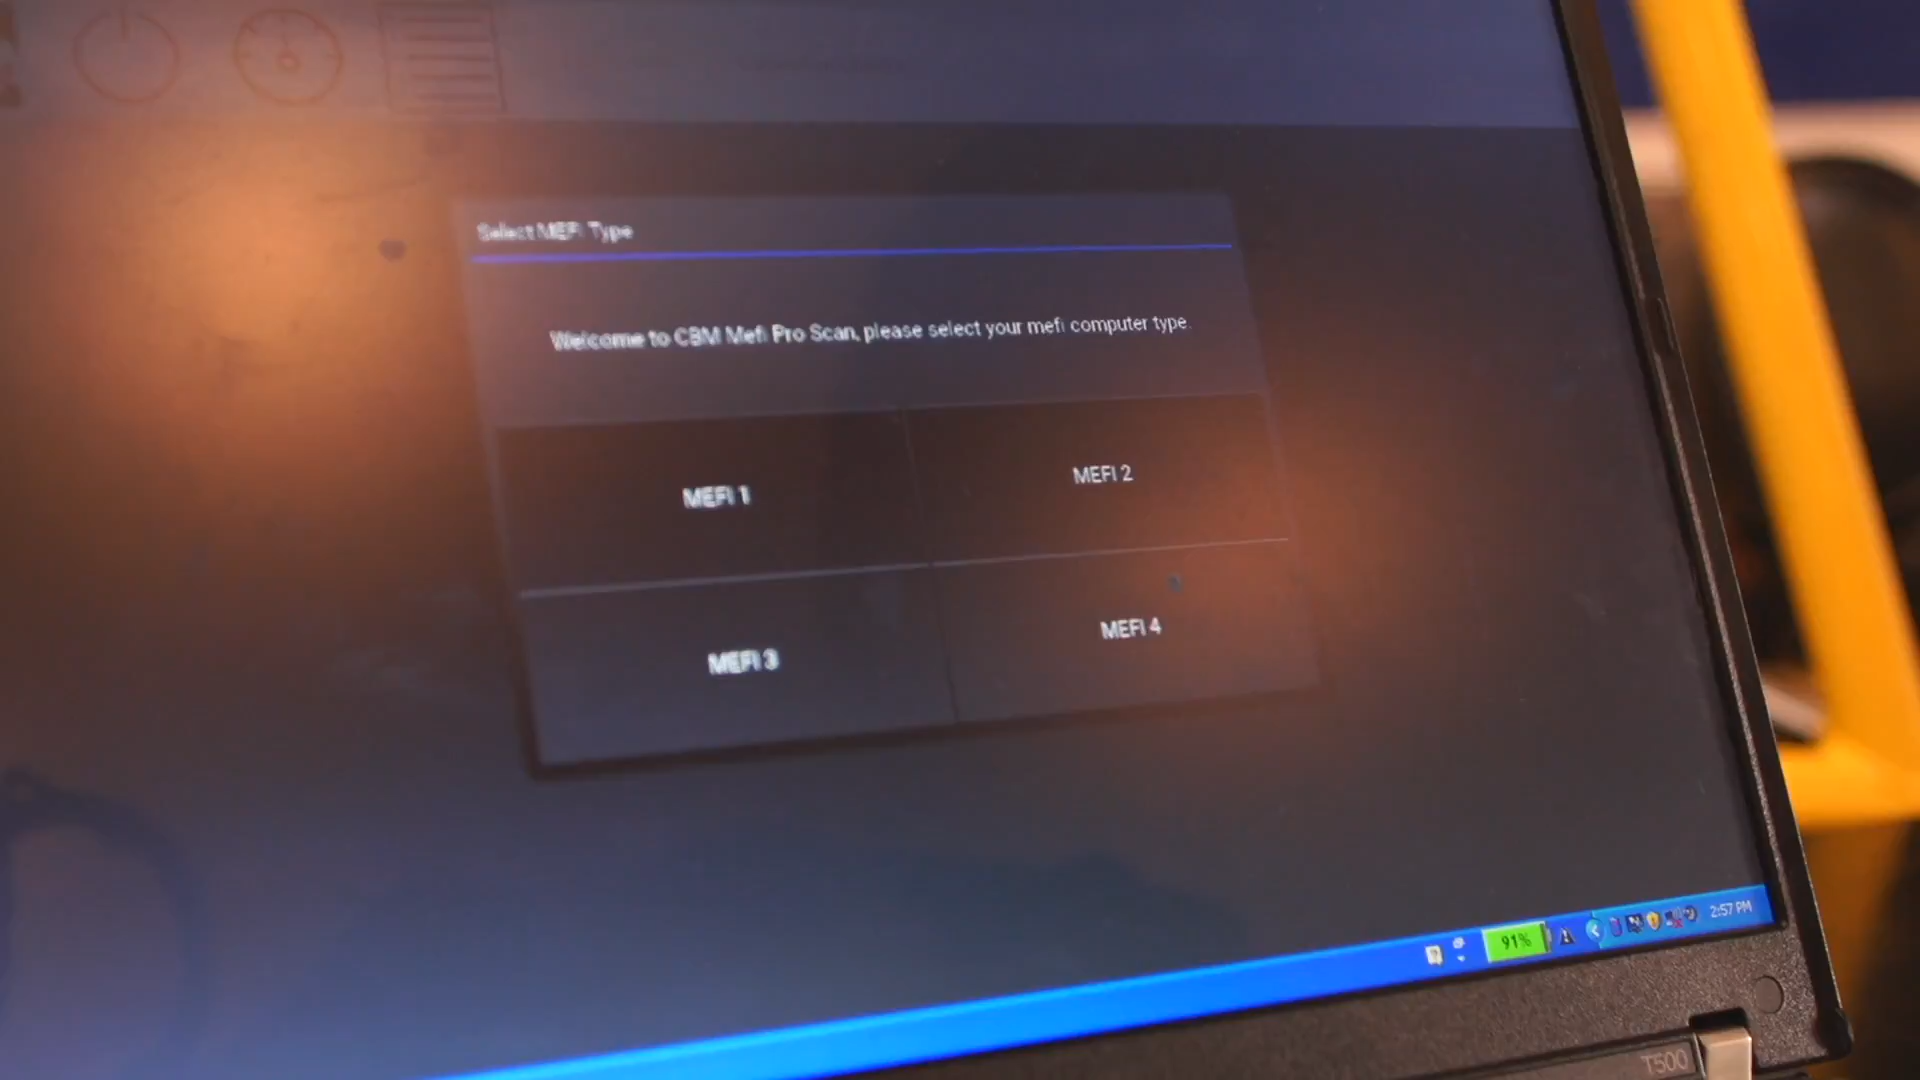 Select MEFI Type
Welcome to CBM Mefi Pro Scan, please select your mefi computer type.
MEFI 1
MEFI 2
MEFI 3
MEFI 4
91%
2:57 PM
T500